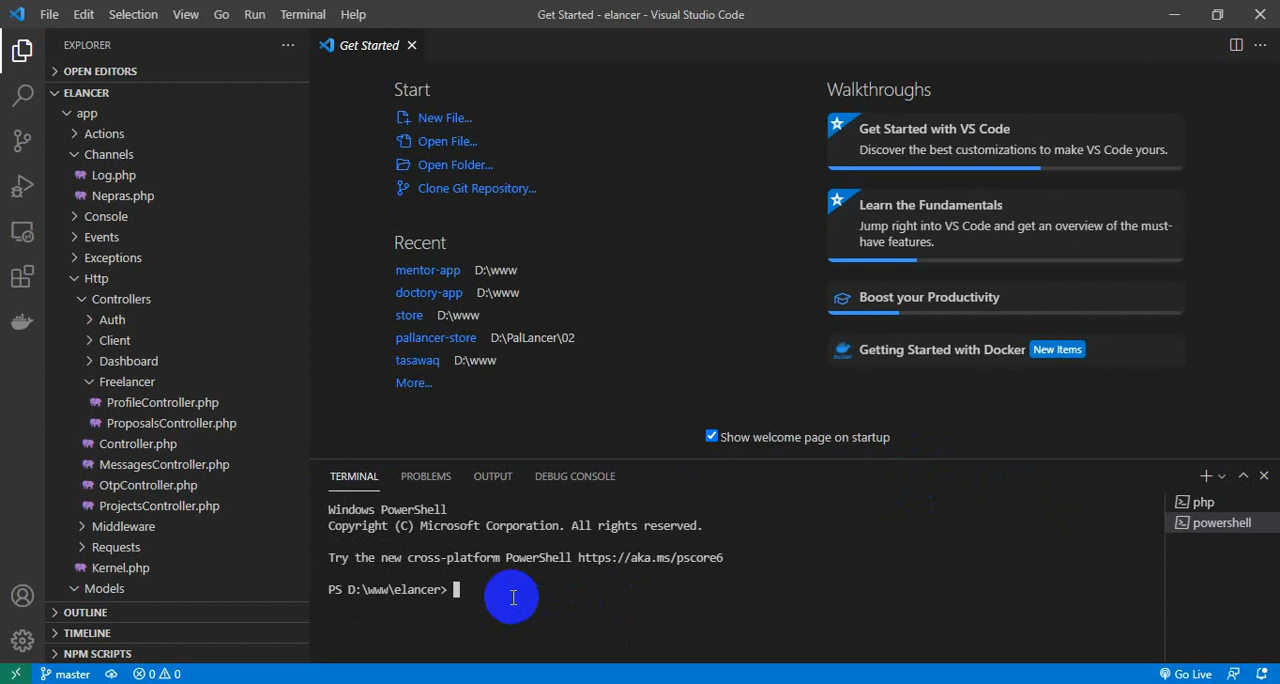 File Edit Selection View Go Run Terminal Help
Get Started - elancer - Visual Studio Code
EXPLORER
OPEN EDITORS
ELANCER
app
Actions
Channels
Log.php
Nepras.php
Console
Events
Exceptions
Http
Controllers
Auth
Client
Dashboard
Freelancer
ProfileController.php
ProposalsController.php
Controller.php
MessagesController.php
OtpController.php
ProjectsController.php
Middleware
Requests
Kernel.php
Models
OUTLINE
TIMELINE
NPM SCRIPTS
Get Started
Start
New File...
Open File...
Open Folder...
Clone Git Repository...
Recent
mentor-app D:\www
doctory-app D:\www
store D:\www
pallancer-store D:\PalLancer\02
tasawaq D:\www
More...
Walkthroughs
Get Started with VS Code
Discover the best customizations to make VS Code yours.
Learn the Fundamentals
Jump right into VS Code and get an overview of the must-
have features.
Boost your Productivity
Getting Started with Docker New Items
Show welcome page on startup
TERMINAL PROBLEMS OUTPUT DEBUG CONSOLE
Windows PowerShell
Copyright (C) Microsoft Corporation. All rights reserved.
Try the new cross-platform PowerShell https://aka.ms/pscore6
PS D:\www\elancer>
php
powershell
master
0 0
Go Live